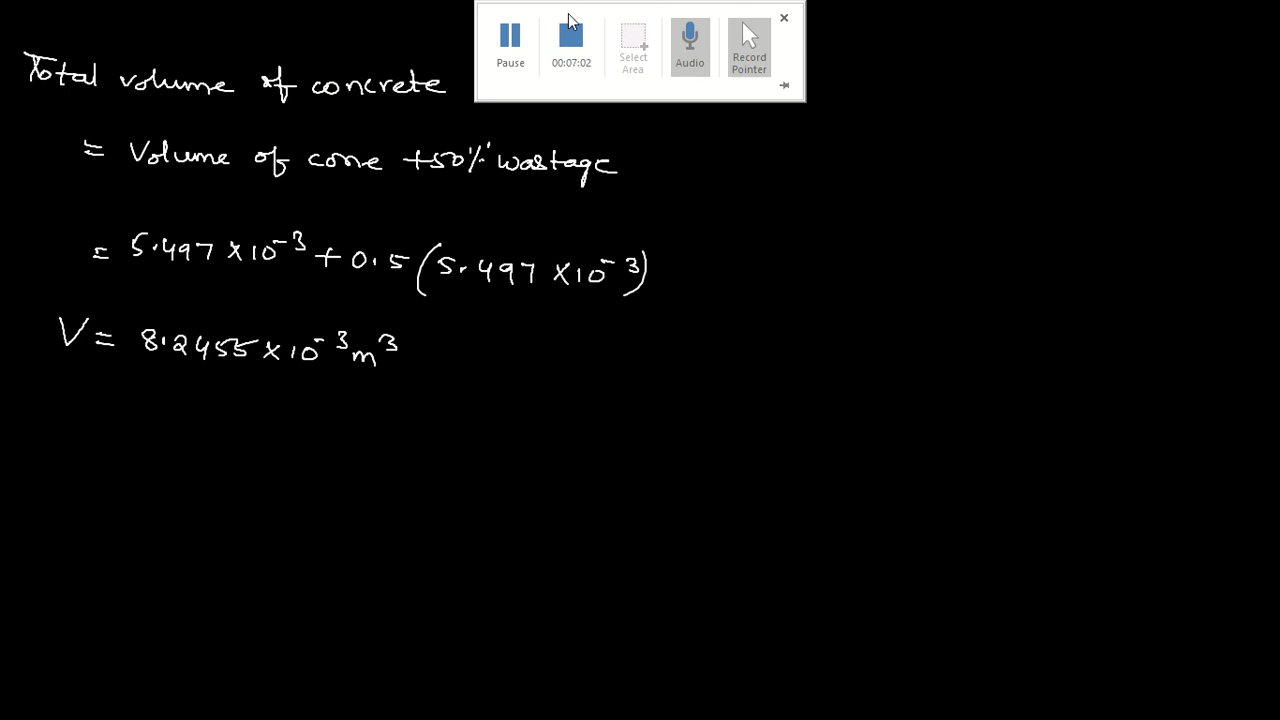 Total volume of concrete
= Volume of cone +50% wastage
= 5.497 × 10⁻³ + 0.5 (5.497 × 10⁻³)
V = 8.2455 × 10⁻³ m³
Pause
00:07:02
Select Area
Audio
Record Pointer